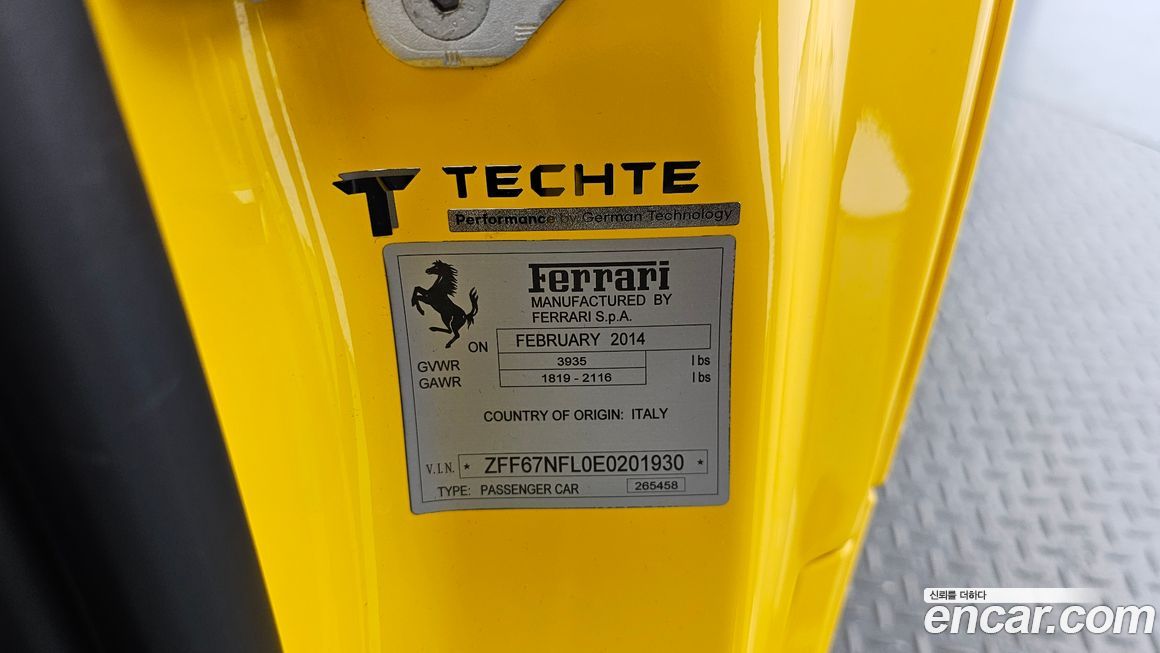 TECHTE
Performance by German Technology
Ferrari
MANUFACTURED BY
FERRARI S.p.A.
ON FEBRUARY 2014
GVWR 3935 lbs
GAWR 1819 - 2116 lbs
COUNTRY OF ORIGIN: ITALY
V.I.N. * ZFF67NFL0E0201930 *
TYPE: PASSENGER CAR 265458
신뢰를 더하다
encar.com